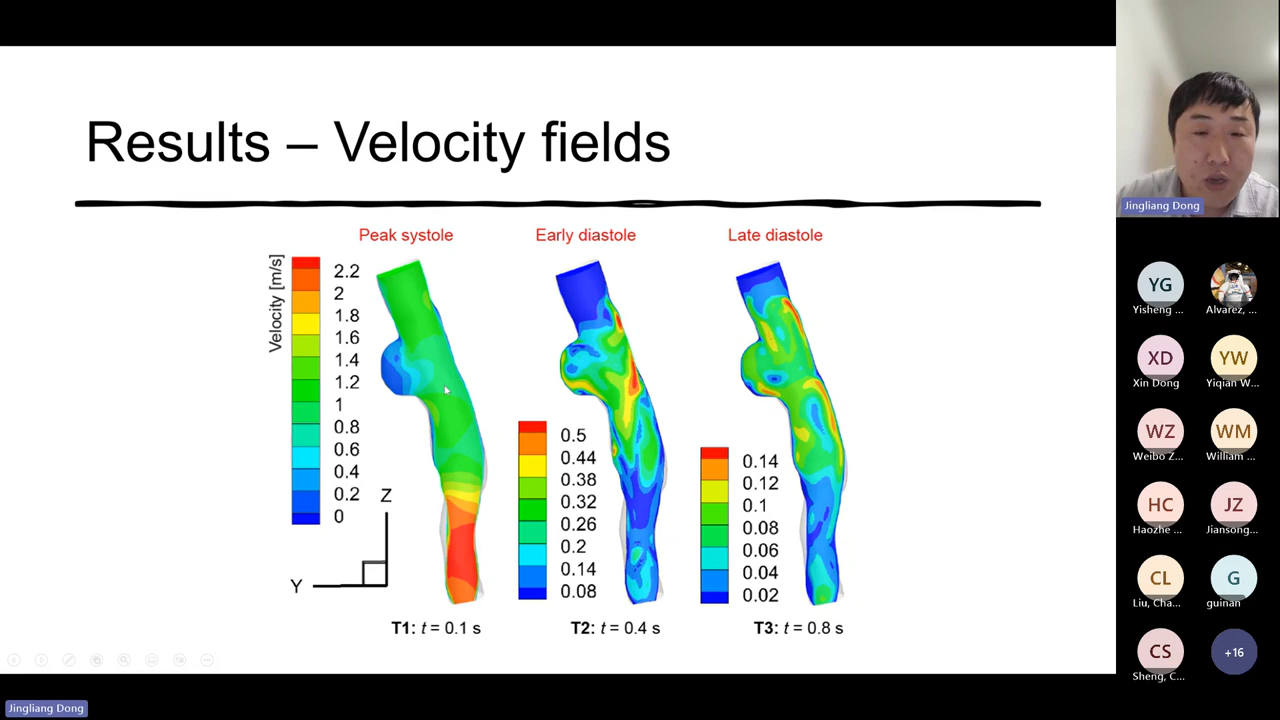 Results – Velocity fields
Peak systole
Early diastole
Late diastole
Velocity [m/s]
2.2
2
1.8
1.6
1.4
1.2
1
0.8
0.6
0.4
0.2
0
Z
Y
0.5
0.44
0.38
0.32
0.26
0.2
0.14
0.08
0.14
0.12
0.1
0.08
0.06
0.04
0.02
T1: t = 0.1 s
T2: t = 0.4 s
T3: t = 0.8 s
Jingliang Dong
Jingliang Dong
YG
Yisheng ...
Alvarez, ...
XD
Xin Dong
YW
Yiqian W...
WZ
Weibo Z...
WM
William ...
HC
Haozhe ...
JZ
Jiansong...
CL
Liu, Cha...
G
guinan
CS
Sheng, C...
+16